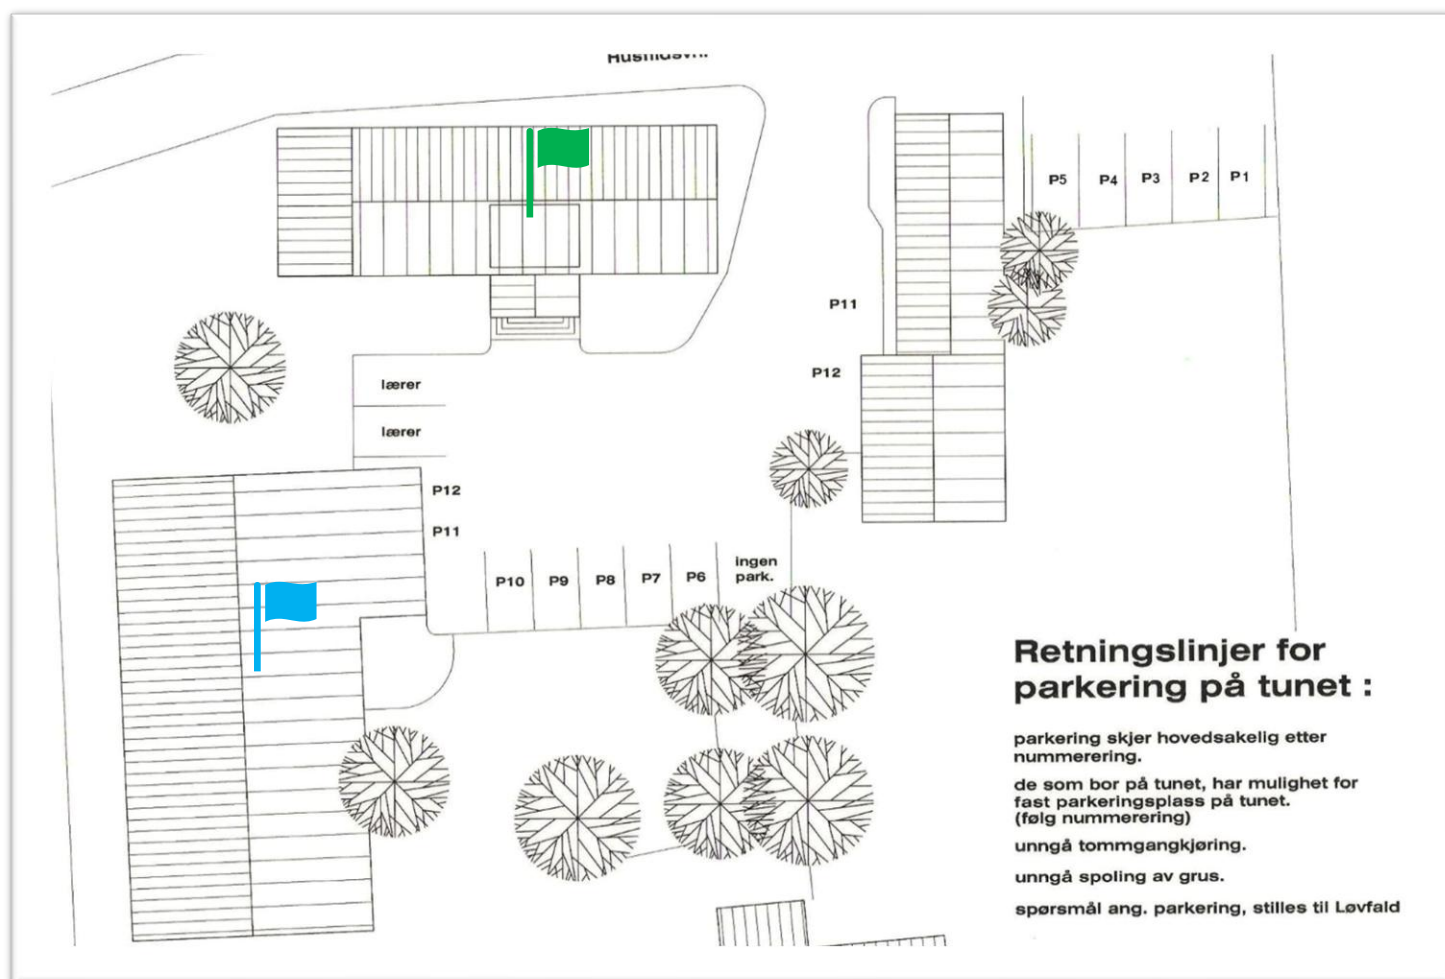 P5 P4 P3 P2 P1
P11
P12
lærer
lærer
P12
P11
P10 P9 P8 P7 P6
ingen
park.
Retningslinjer for
parkering på tunet :
parkering skjer hovedsakelig etter
nummerering.
de som bor på tunet, har mulighet for
fast parkeringsplass på tunet.
(følg nummerering)
unngå tommgangkjøring.
unngå spoling av grus.
spørsmål ang. parkering, stilles til Løvfald